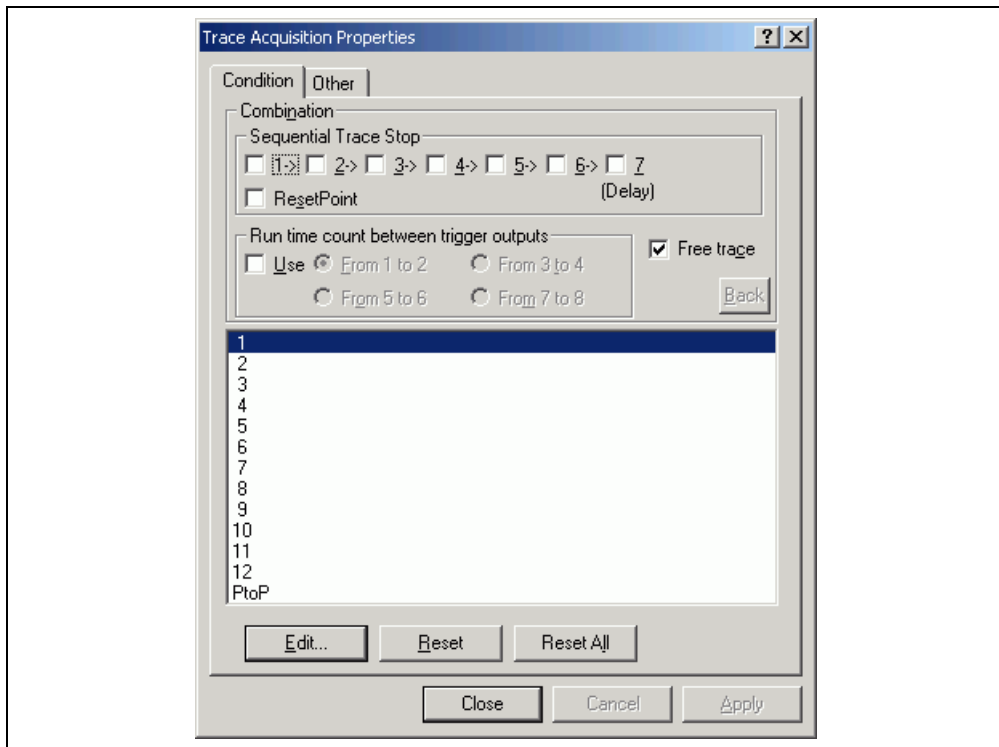 Trace Acquisition Properties
Condition Other
Combination
Sequential Trace Stop
1-> 2-> 3-> 4-> 5-> 6-> 7
(Delay)
ResetPoint
Run time count between trigger outputs
Use From 1 to 2 From 3 to 4
Free trace
From 5 to 6 From 7 to 8
Back
1
2
3
4
5
6
7
8
9
10
11
12
PtoP
Edit... Reset Reset All
Close Cancel Apply